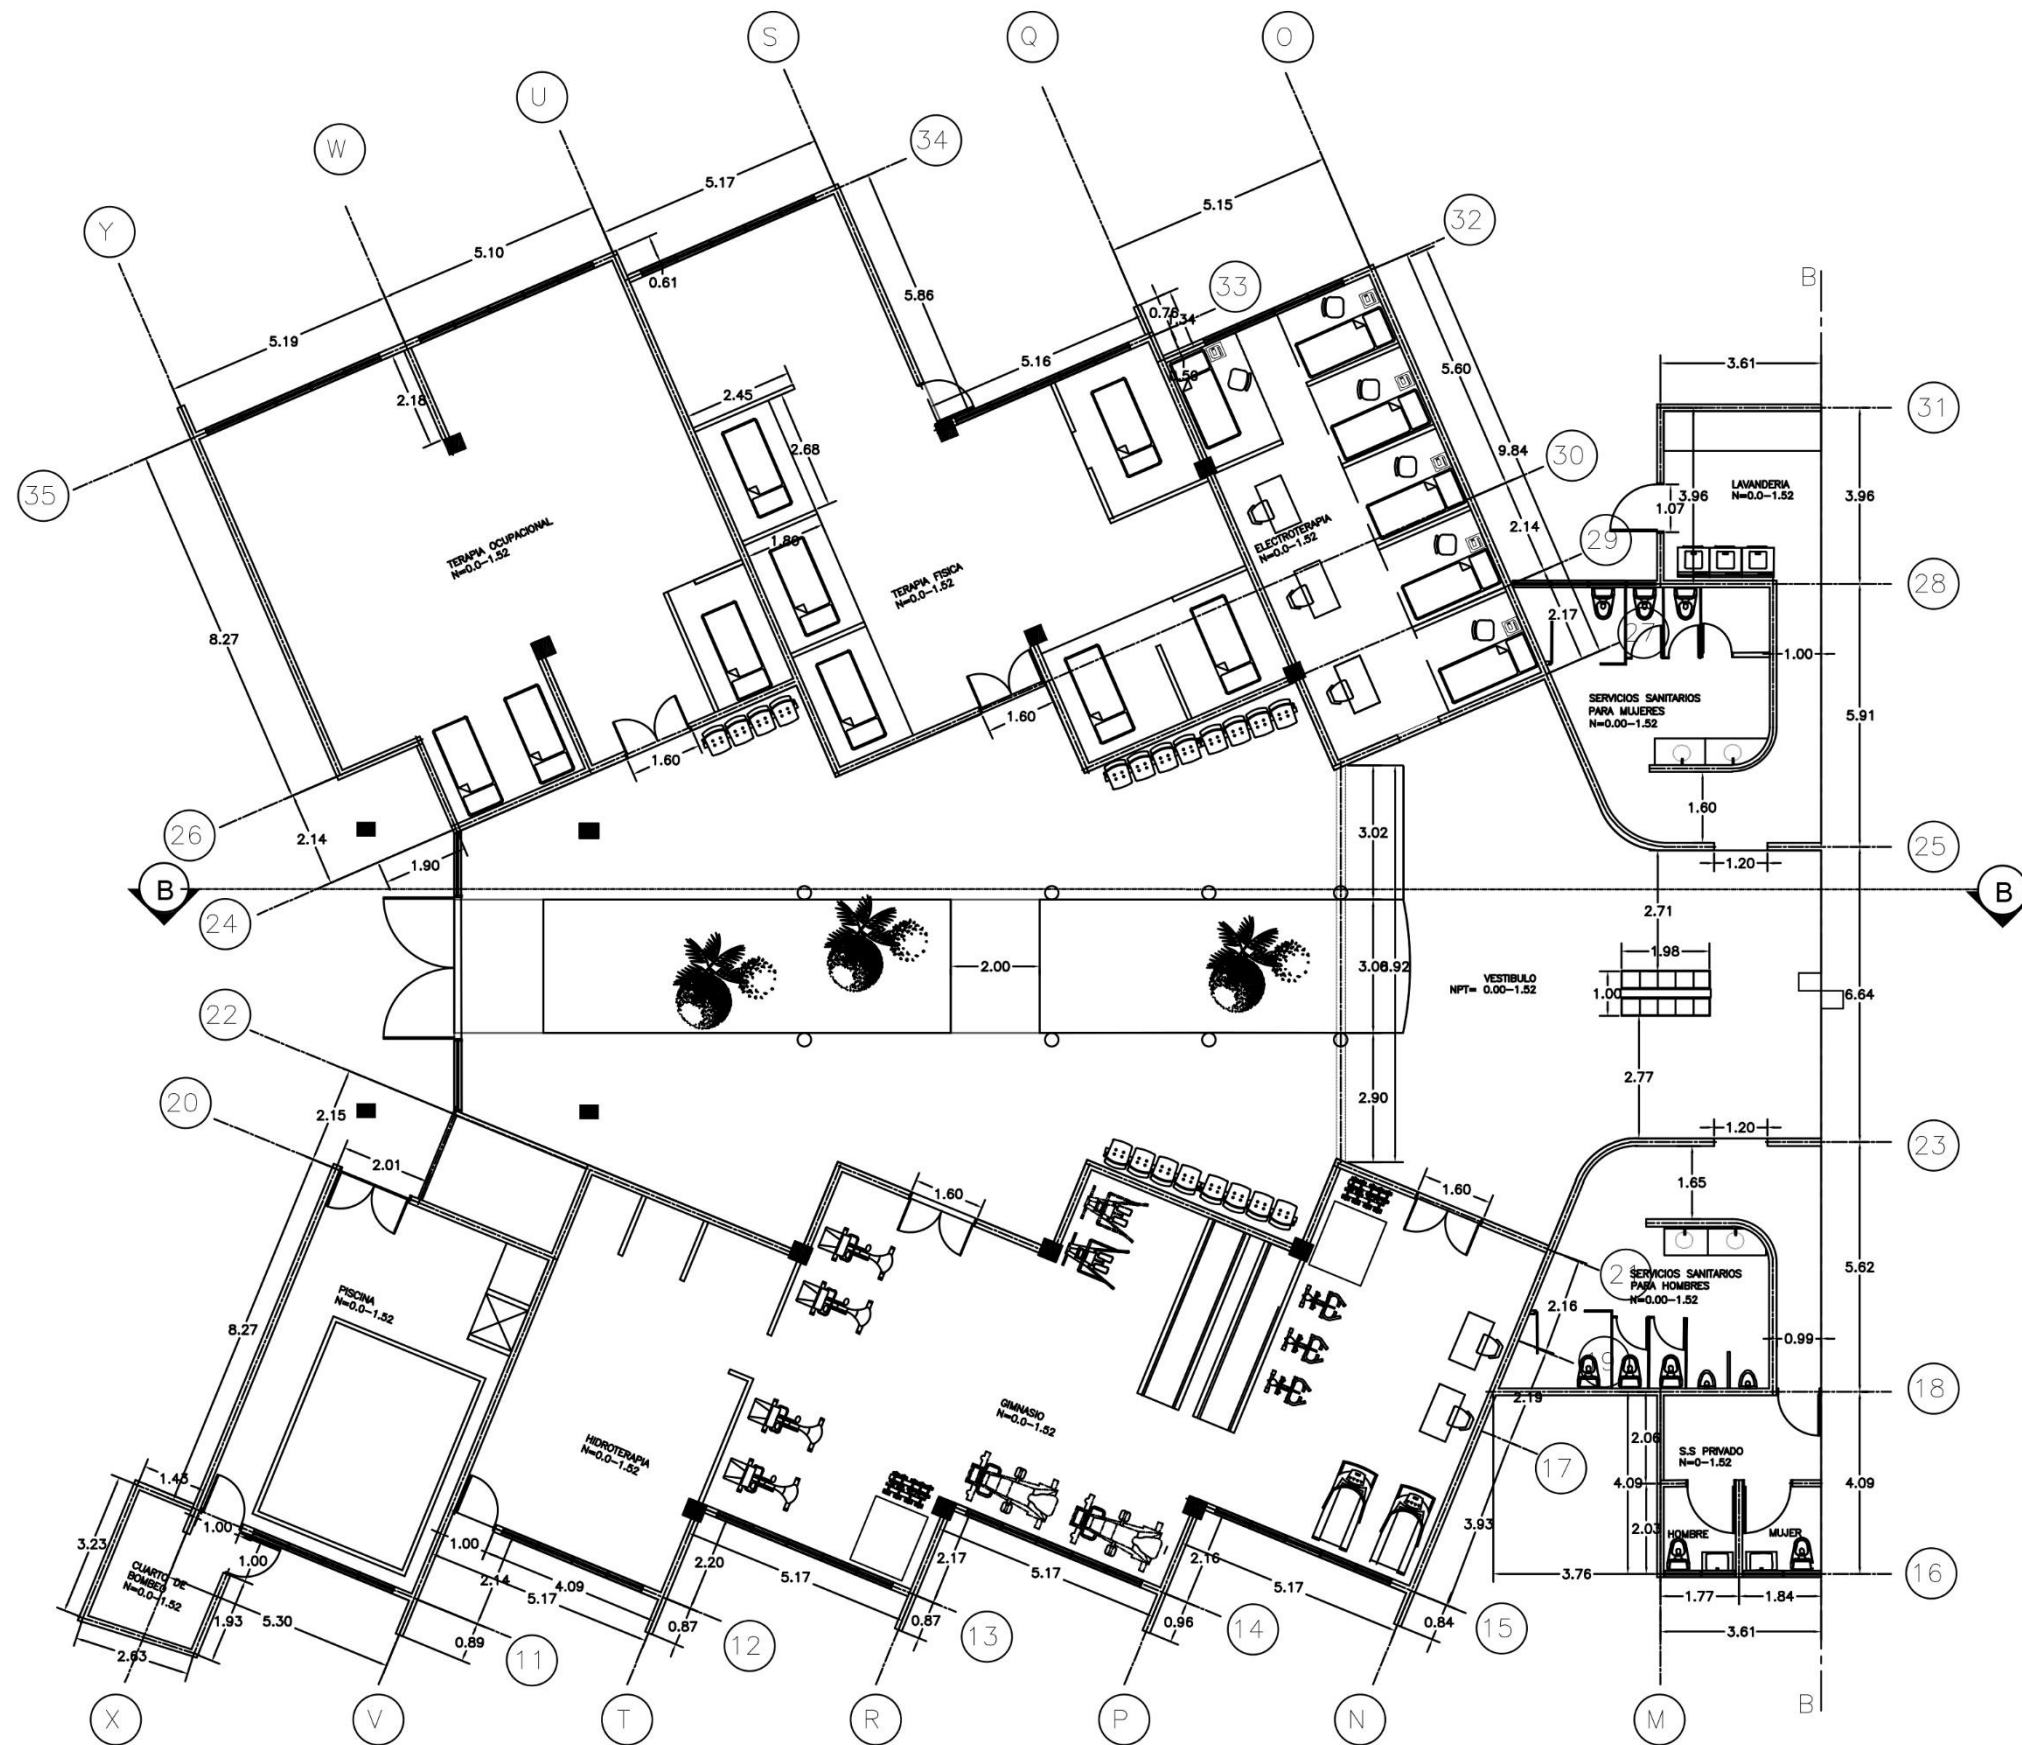 S
Q
O
U
W
34
5.17
Y
5.15
32
5.10
0.61
33
B
5.86
0.76
5.19
3.61
5.16
5.60
2.18
31
2.45
9.84
30
2.68
LAVANDERIA
N=0.0-1.52
3.96
3.96
35
1.07
TERAPIA OCUPACIONAL
N=0.0-1.52
1.80
ELECTROTERAPIA
N=0.0-1.52
2.14
29
TERAPIA FISICA
N=0.0-1.52
28
8.27
2.17
27
1.00
SERVICIOS SANITARIOS
PARA MUJERES
N=0.00-1.52
5.91
1.60
1.60
26
2.14
1.60
3.02
25
1.90
1.20
B
B
24
2.71
1.98
2.00
3.06
6.92
VESTIBULO
NPT= 0.00-1.52
1.00
6.64
22
2.77
20
2.15
2.90
1.20
23
2.01
1.60
1.60
1.65
5.62
21
SERVICIOS SANITARIOS
PARA HOMBRES
N=0.00-1.52
2.16
PISCINA
N=0.0-1.52
8.27
0.99
19
18
2.19
GIMNASIO
N=0.0-1.52
HIDROTERAPIA
N=0.0-1.52
2.06
S.S PRIVADO
N=0-1.52
17
1.43
4.09
4.09
3.93
1.00
3.23
1.00
1.00
2.03
HOMBRE
MUJER
CUARTO DE
BOMBEO
N=0.0-1.52
2.14
4.09
2.20
2.17
2.16
5.17
5.17
5.17
5.17
3.76
16
1.77
1.84
1.93
5.30
0.89
0.87
0.87
0.96
0.84
3.61
2.63
11
12
13
14
15
X
V
T
R
P
N
M
B